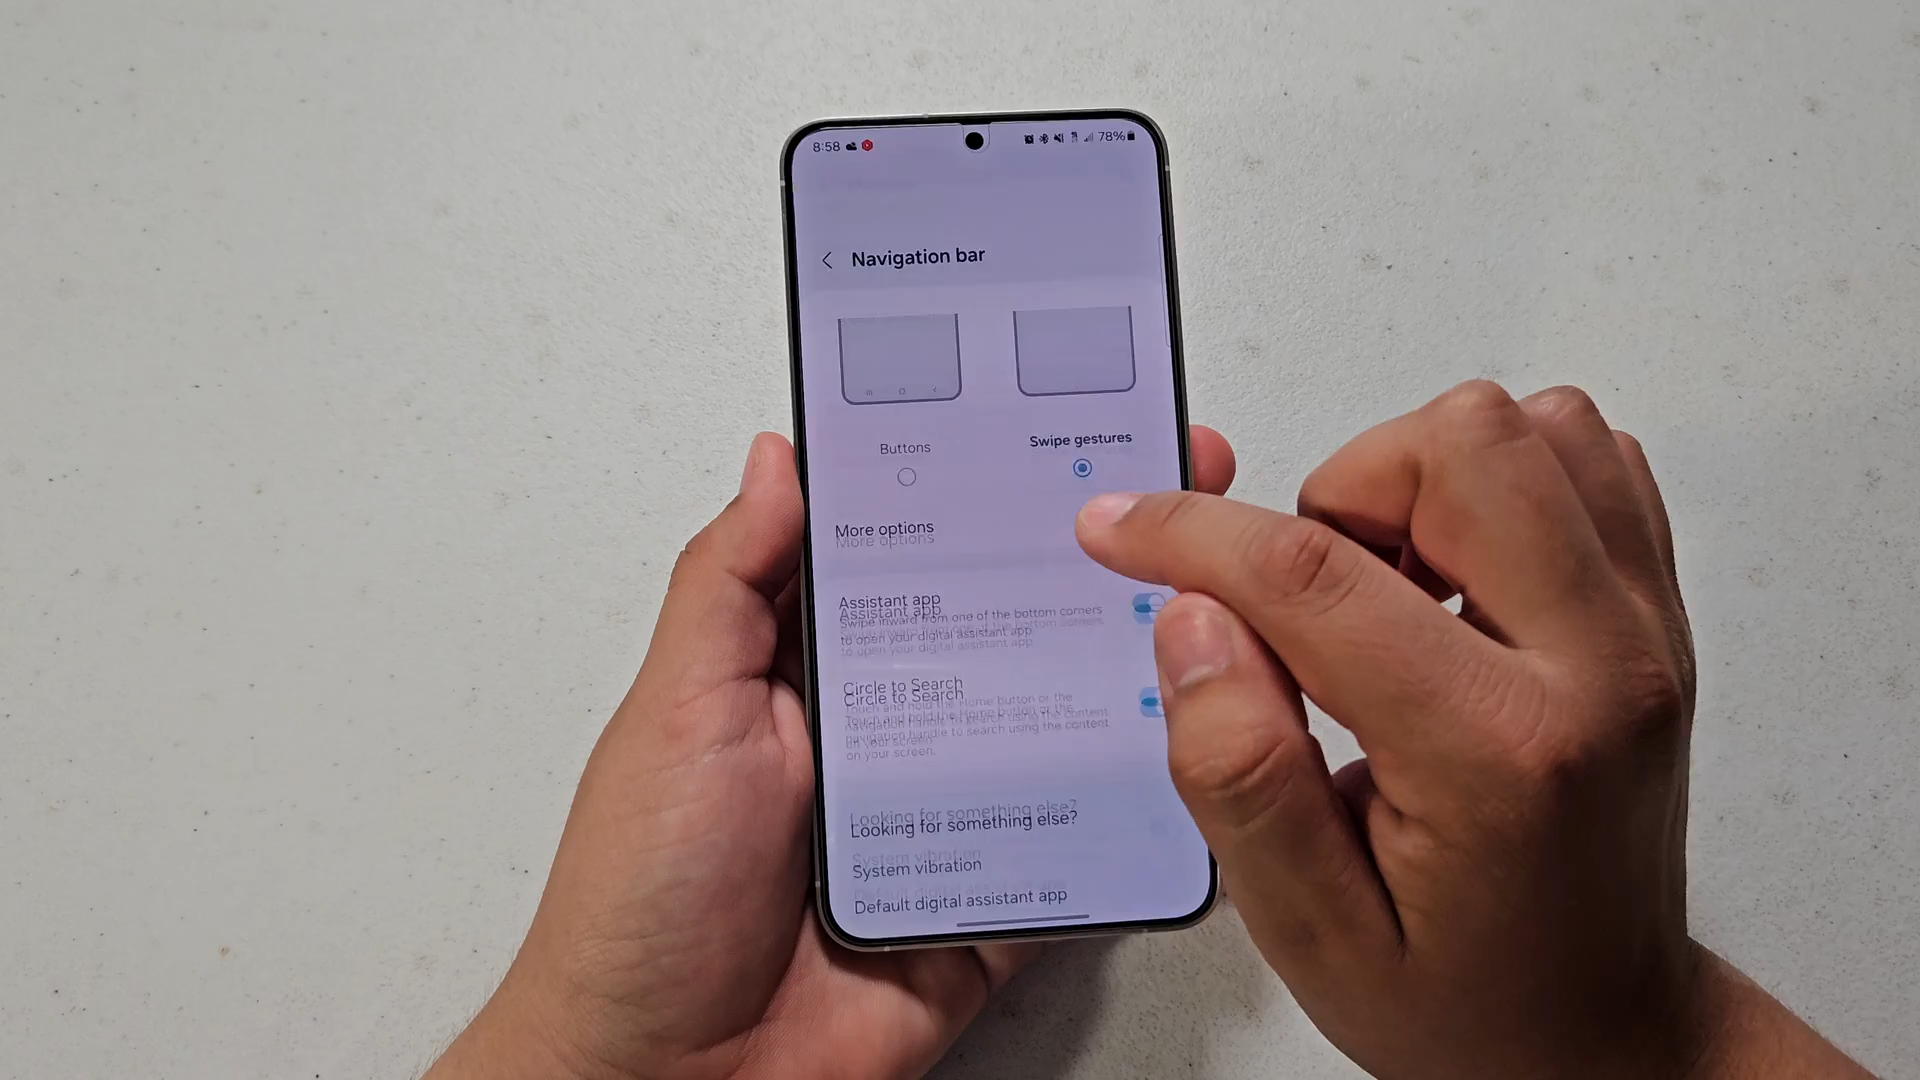 8:58
78%
Navigation bar
Buttons
Swipe gestures
More options
Assistant app
Swipe inward from one of the bottom corners
to open your digital assistant app
Circle to Search
Touch and hold the Home button or the
navigation handle to search using the content
on your screen.
Looking for something else?
System vibration
Default digital assistant app